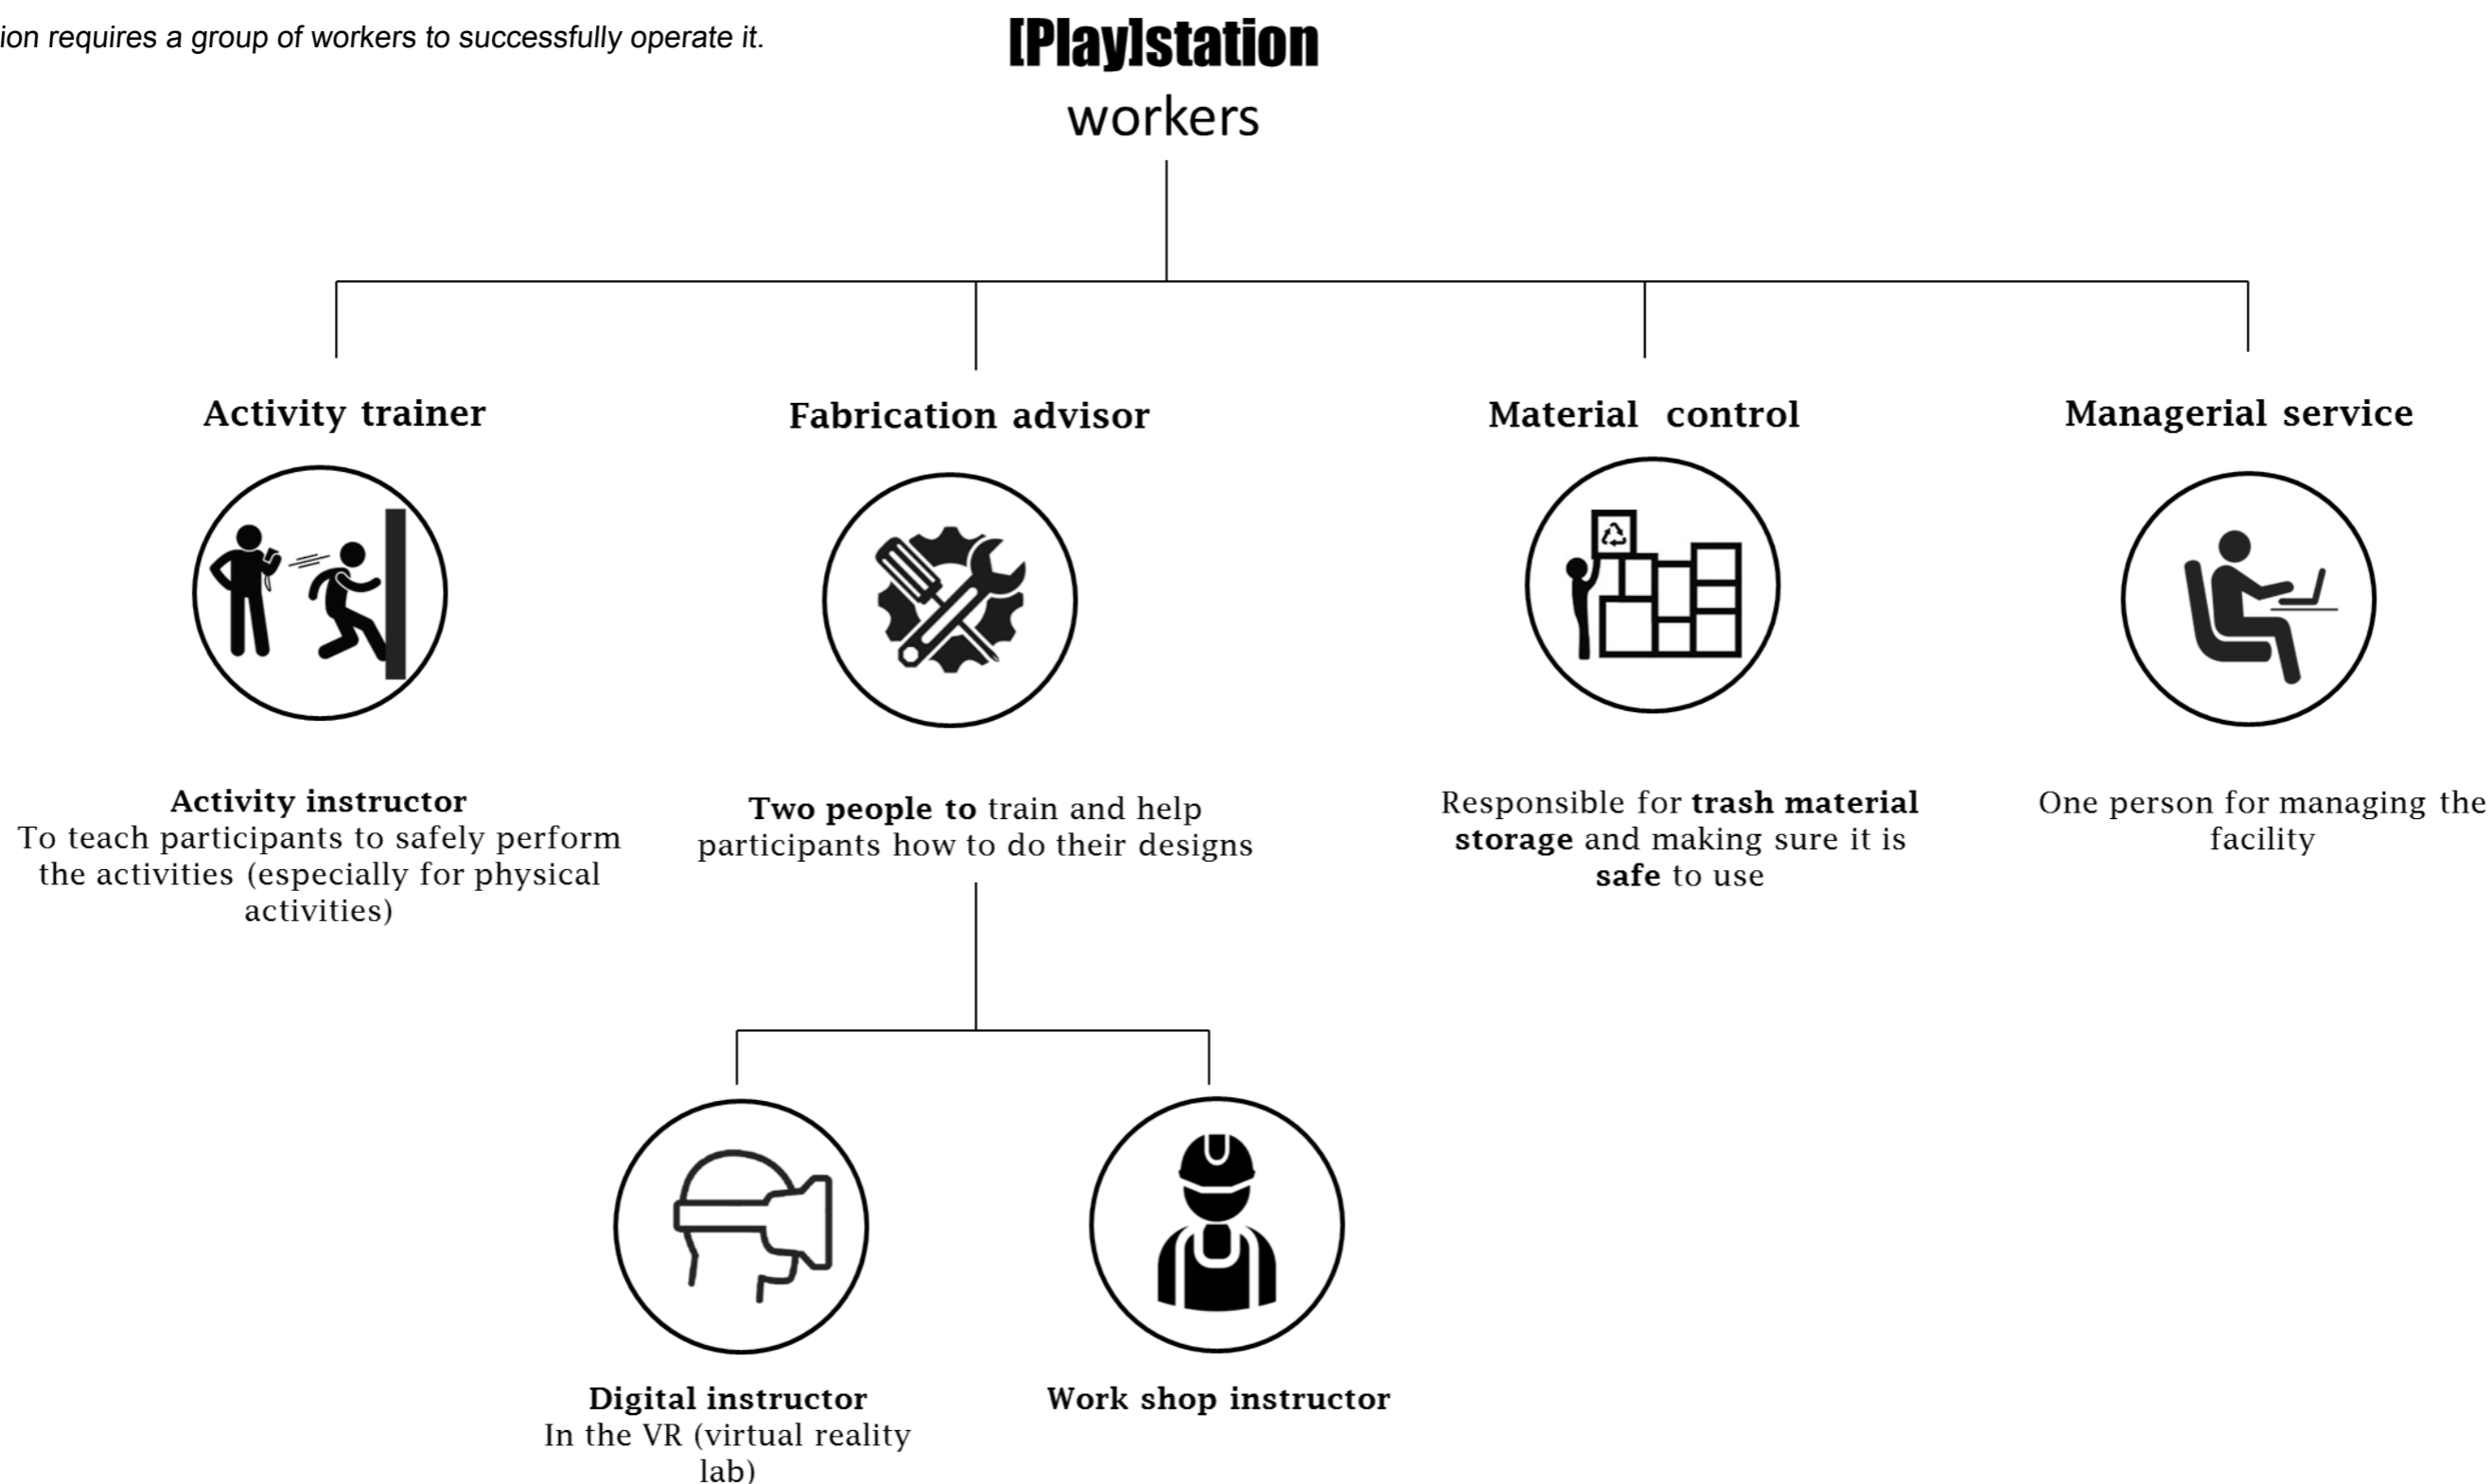 ion requires a group of workers to successfully operate it.
[Play]station
workers
Activity trainer
Fabrication advisor
Material control
Managerial service
Activity instructor
To teach participants to safely perform
the activities (especially for physical
activities)
Two people to train and help
participants how to do their designs
Responsible for trash material
storage and making sure it is
safe to use
One person for managing the
facility
Digital instructor
In the VR (virtual reality
lab)
Work shop instructor